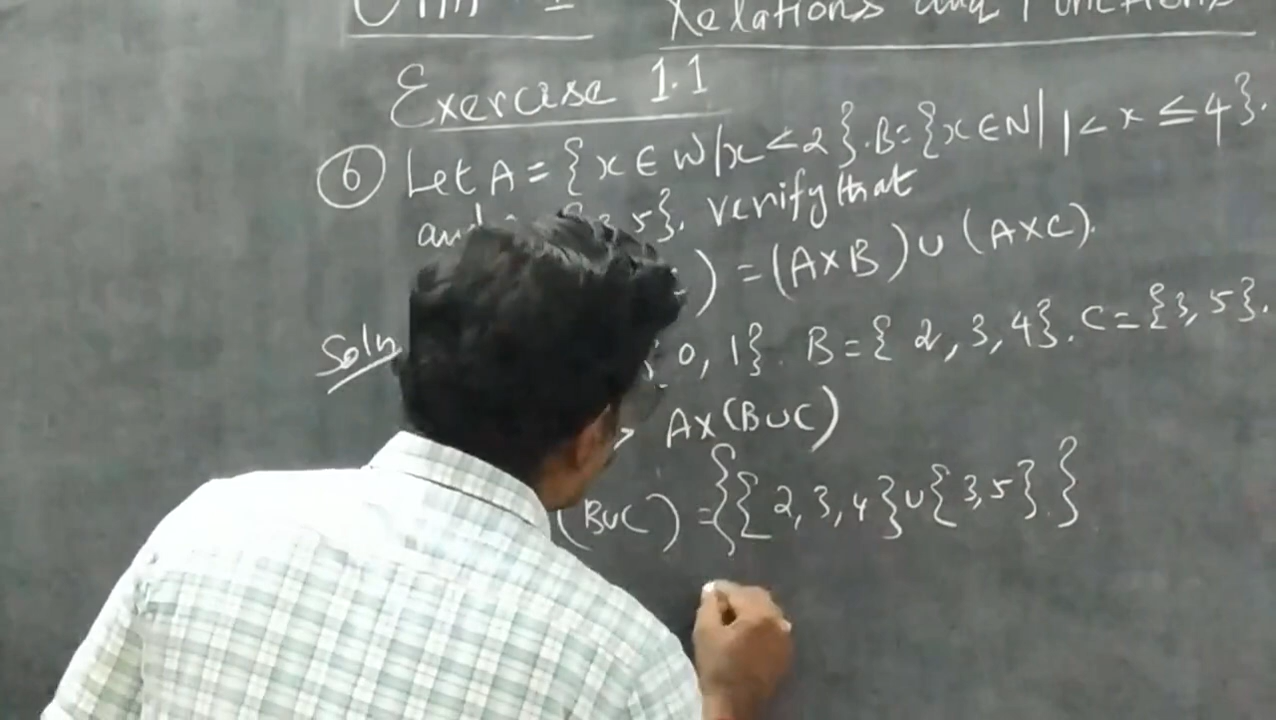 Relations and Functions
Exercise 1.1
6 Let A = {x ∈ W/x < 2}. B = {x ∈ N| 1 < x ≤ 4}.
and 3, 5}. verify that
) = (A×B) ∪ (A×C).
Soln 0, 1}. B = { 2, 3, 4}. C = {3, 5}.
A×(B∪C)
(B∪C) = {{2, 3, 4} ∪ {3, 5}.}